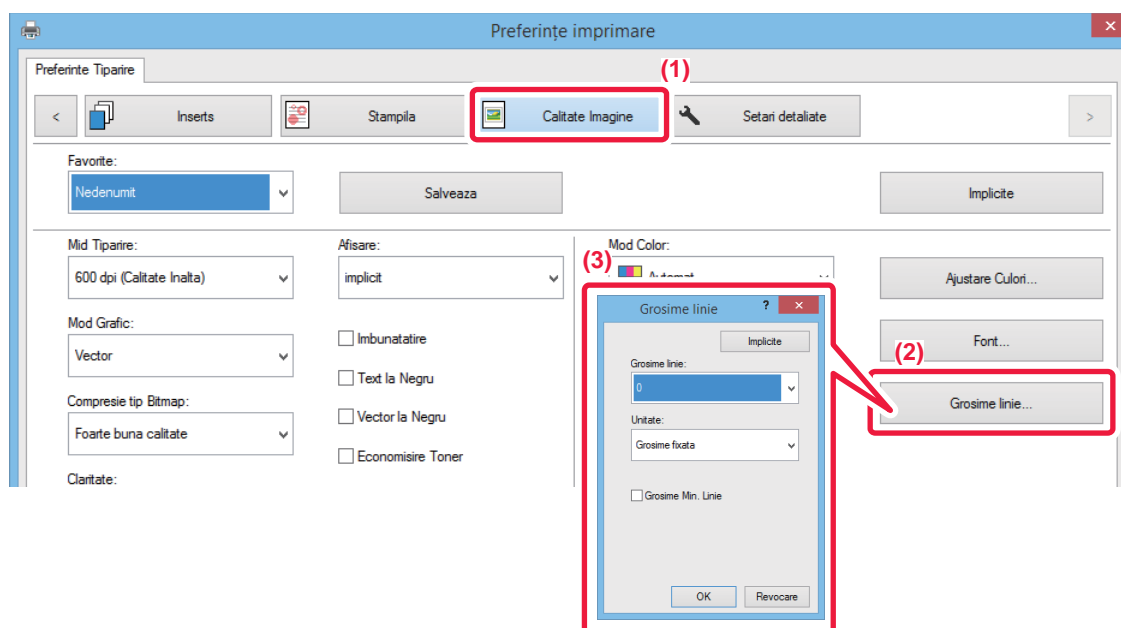 Preferințe imprimare
Preferinte Tiparire
(1)
< Inserts Stampila Calitate Imagine Setari detaliate >
Favorite:
Nedenumit Salveaza Implicite
Mid Tiparire: Afisare: Mod Color:
(3)
600 dpi (Calitate Inalta) implicit Automat Ajustare Culori...
Grosime linie ?
Mod Grafic:
Imbunatatire Implicite Font...
(2)
Vector
Grosime linie:
Text la Negru
0
Compresie tip Bitmap: Grosime linie...
Vector la Negru Unitate:
Foarte buna calitate Grosime fixata
Economisire Toner
Claritate:
Grosime Min. Linie
OK Revocare